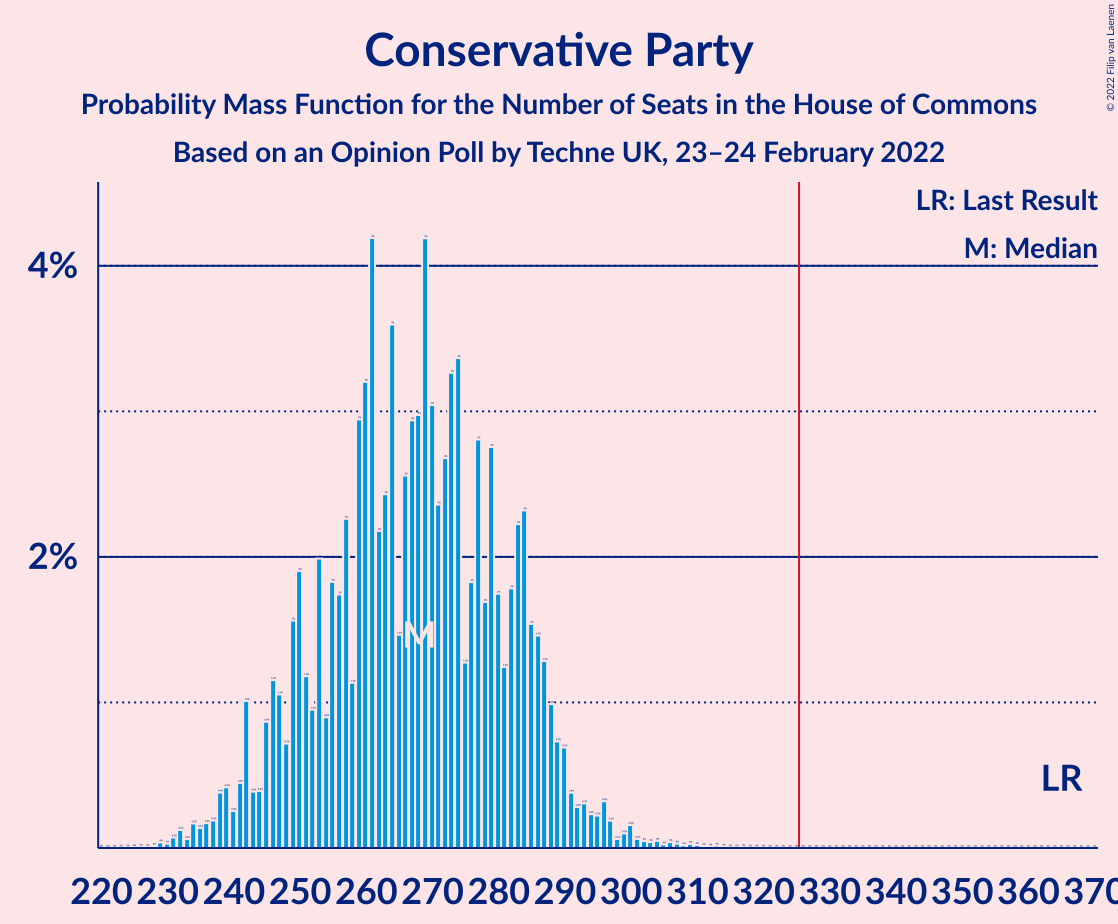 Conservative Party
Probability Mass Function for the Number of Seats in the House of Commons
Based on an Opinion Poll by Techne UK, 23–24 February 2022
© 2022 Filip van Laenen
LR: Last Result
M: Median
4%
2%
M
LR
220 230 240 250 260 270 280 290 300 310 320 330 340 350 360 370